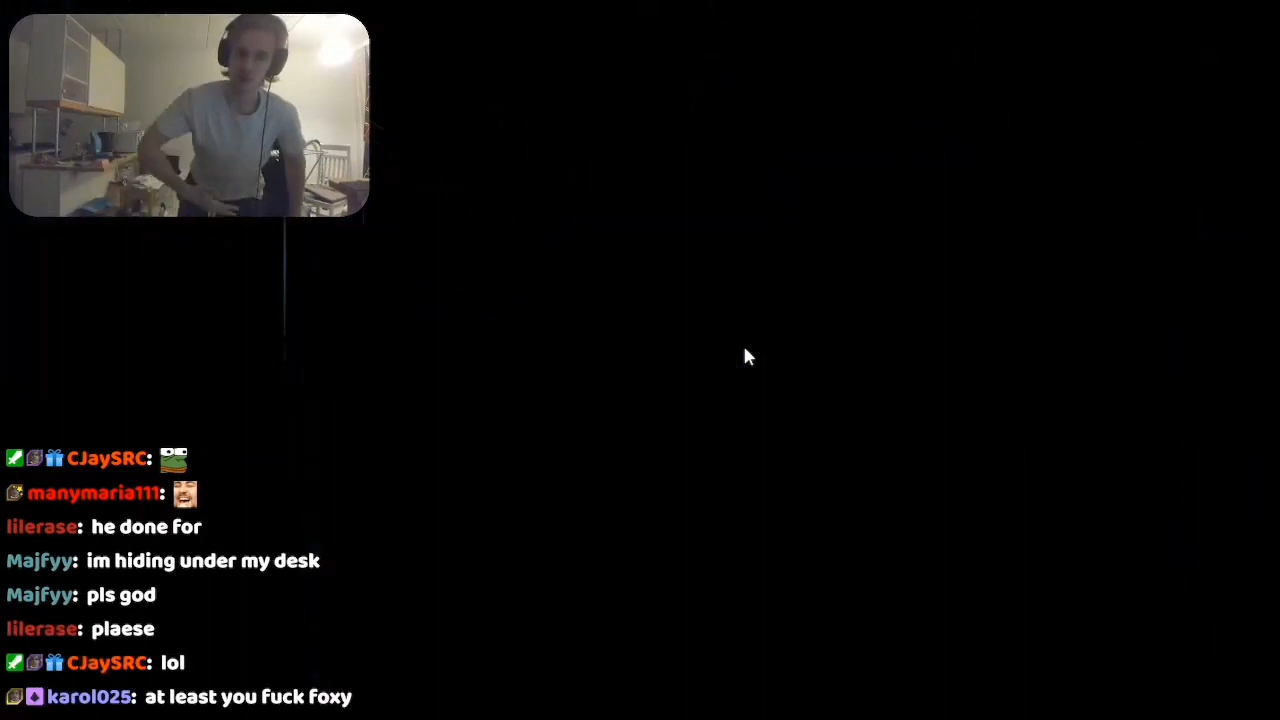 CJaySRC:
manymaria111:
lilerase: he done for
Majfyy: im hiding under my desk
Majfyy: pls god
lilerase: plaese
CJaySRC: lol
karol025: at least you fuck foxy